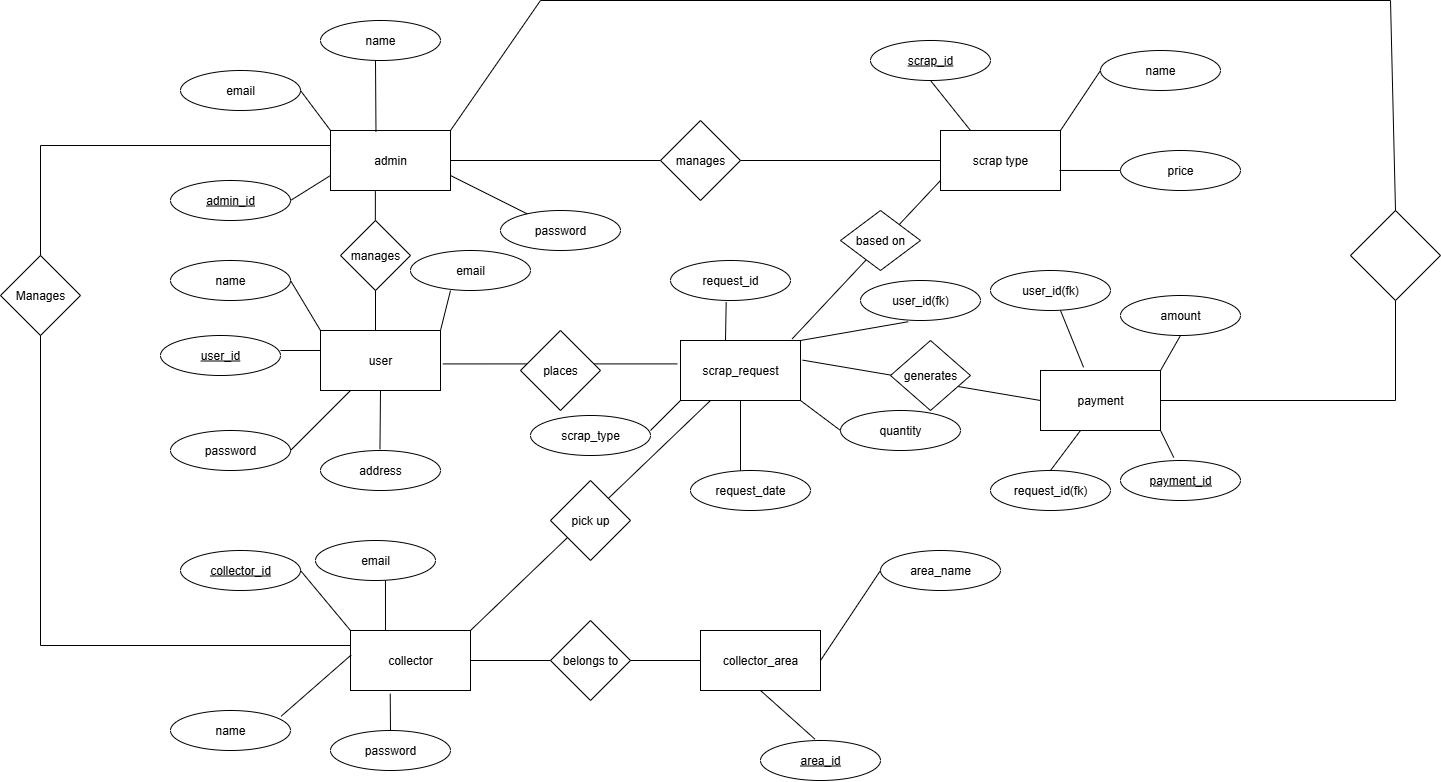 name
scrap_id
name
email
admin
manages
scrap type
price
admin_id
password
based on
manages
email
name
request_id
user_id(fk)
user_id(fk)
Manages
amount
user_id
user
places
scrap_request
generates
payment
scrap_type
quantity
password
address
request_date
request_id(fk)
payment_id
pick up
collector_id
email
area_name
collector
belongs to
collector_area
name
password
area_id